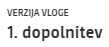 VERZIJA VLOGE
1. dopolnitev